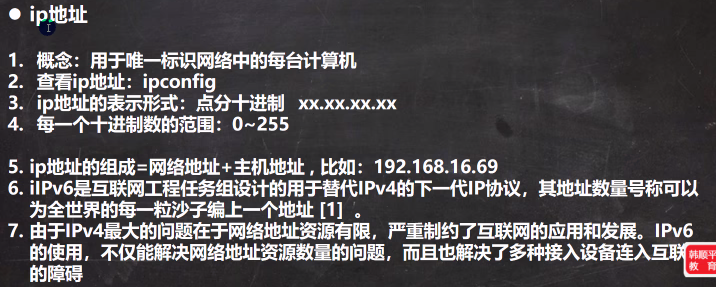 ● ip地址
1. 概念：用于唯一标识网络中的每台计算机
2. 查看ip地址：ipconfig
3. ip地址的表示形式：点分十进制 xx.xx.xx.xx
4. 每一个十进制数的范围：0~255
5. ip地址的组成=网络地址+主机地址，比如：192.168.16.69
6. iIPv6是互联网工程任务组设计的用于替代IPv4的下一代IP协议，其地址数量号称可以
为全世界的每一粒沙子编上一个地址 [1] 。
7. 由于IPv4最大的问题在于网络地址资源有限，严重制约了互联网的应用和发展。IPv6
的使用，不仅能解决网络地址资源数量的问题，而且也解决了多种接入设备连入互联
的障碍
韩顺平
教育